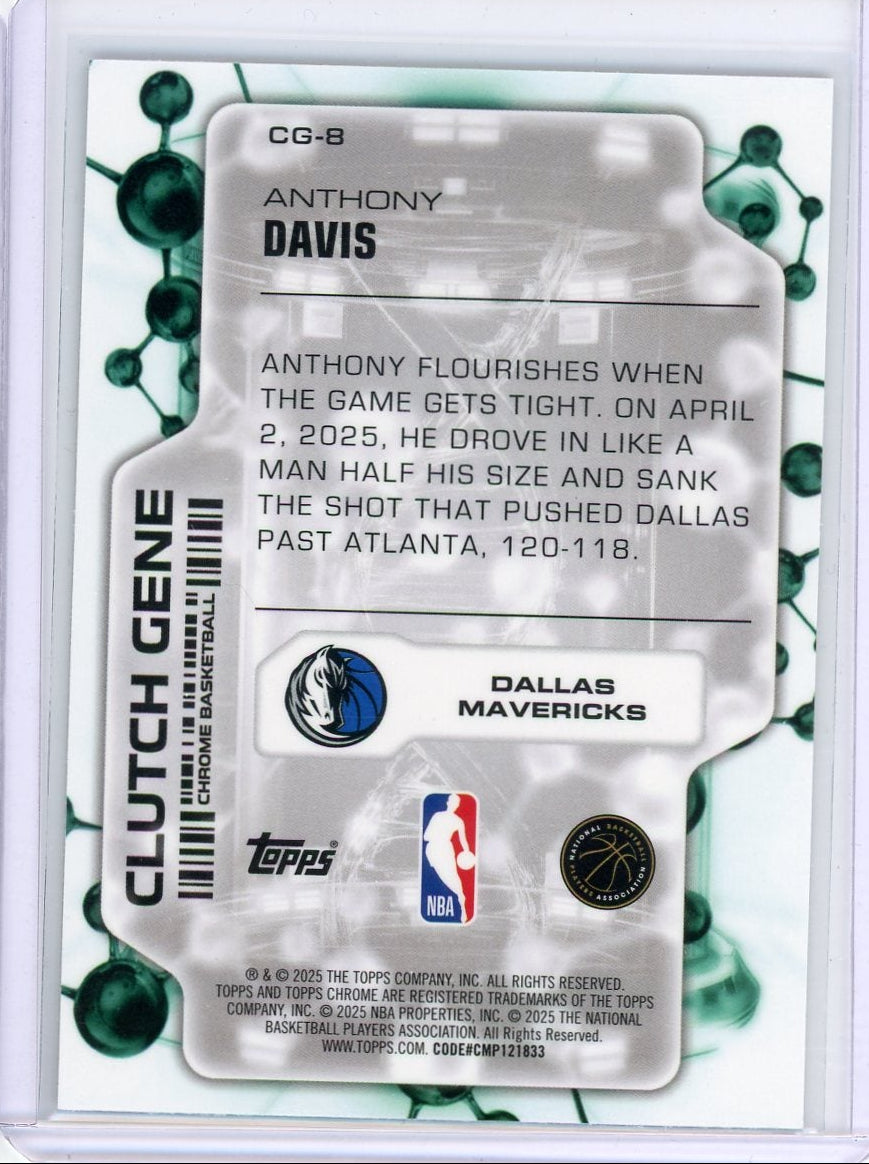 CG-8
ANTHONY
DAVIS
ANTHONY FLOURISHES WHEN
THE GAME GETS TIGHT. ON APRIL
2, 2025, HE DROVE IN LIKE A
MAN HALF HIS SIZE AND SANK
THE SHOT THAT PUSHED DALLAS
PAST ATLANTA, 120-118.
CLUTCH GENE
CHROME BASKETBALL
DALLAS
MAVERICKS
topps®
NBA
NATIONAL BASKETBALL
PLAYERS ASSOCIATION
® & © 2025 THE TOPPS COMPANY, INC. ALL RIGHTS RESERVED.
TOPPS AND TOPPS CHROME ARE REGISTERED TRADEMARKS OF THE TOPPS
COMPANY, INC. © 2025 NBA PROPERTIES, INC. © 2025 THE NATIONAL
BASKETBALL PLAYERS ASSOCIATION. All Rights Reserved.
WWW.TOPPS.COM. CODE#CMP121833